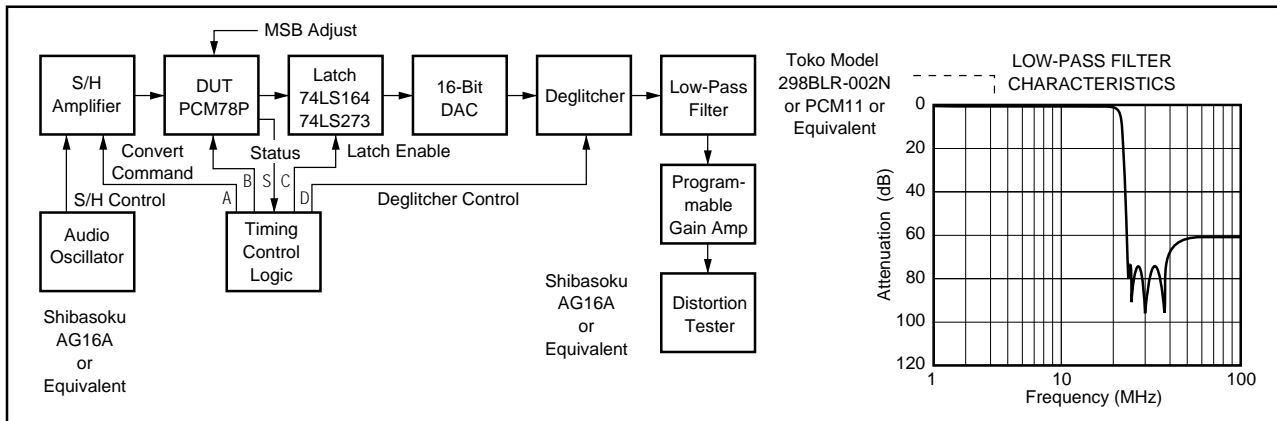 MSB Adjust
S/H
Amplifier
DUT
PCM78P
Latch
74LS164
74LS273
16-Bit
DAC
Deglitcher
Low-Pass
Filter
Toko Model
298BLR-002N
or PCM11 or
Equivalent
Convert
Command
Status
Latch Enable
S/H Control
A
B
S
C
D
Deglitcher Control
Audio
Oscillator
Timing
Control
Logic
Program-
mable
Gain Amp
Distortion
Tester
Shibasoku
AG16A
or
Equivalent
Shibasoku
AG16A
or
Equivalent
LOW-PASS FILTER
CHARACTERISTICS
Attenuation (dB)
0
20
40
60
80
100
120
1
10
100
Frequency (MHz)